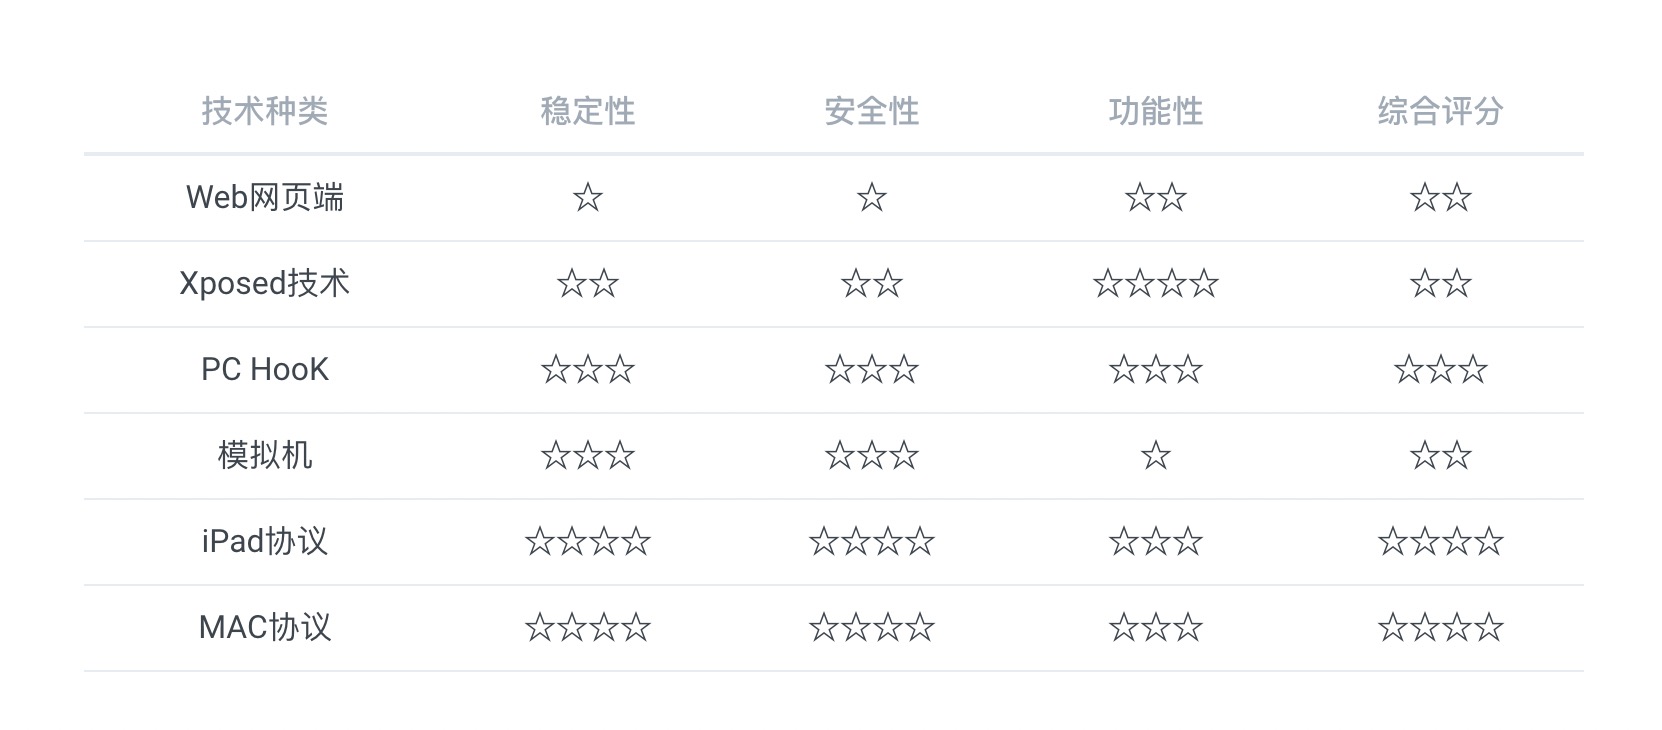 技术种类 稳定性 安全性 功能性 综合评分
Web网页端 ☆ ☆ ☆☆ ☆☆
Xposed技术 ☆☆ ☆☆ ☆☆☆☆ ☆☆
PC HooK ☆☆☆ ☆☆☆ ☆☆☆ ☆☆☆
模拟机 ☆☆☆ ☆☆☆ ☆ ☆☆
iPad协议 ☆☆☆☆ ☆☆☆☆ ☆☆☆ ☆☆☆☆
MAC协议 ☆☆☆☆ ☆☆☆☆ ☆☆☆ ☆☆☆☆